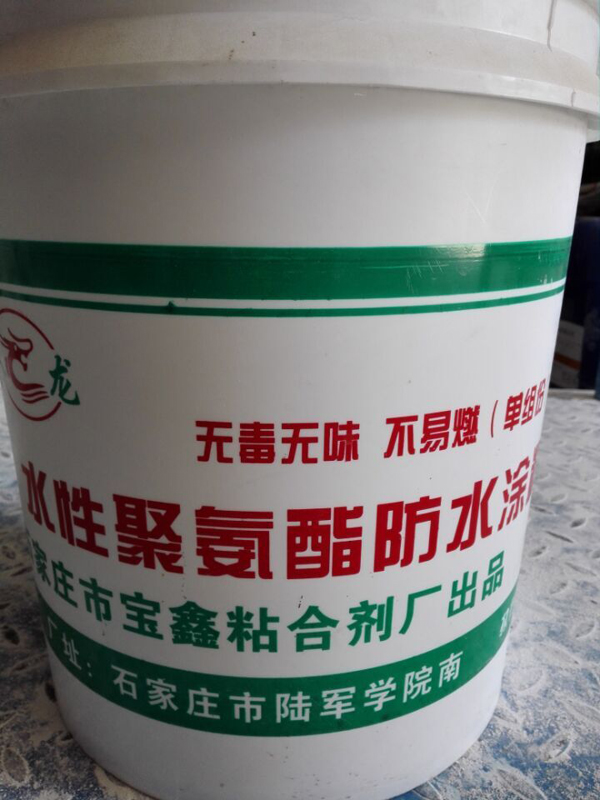 龙
无毒无味 不易燃（单组份
水性聚氨酯防水涂
家庄市宝鑫粘合剂厂出品
厂址：石家庄市陆军学院南